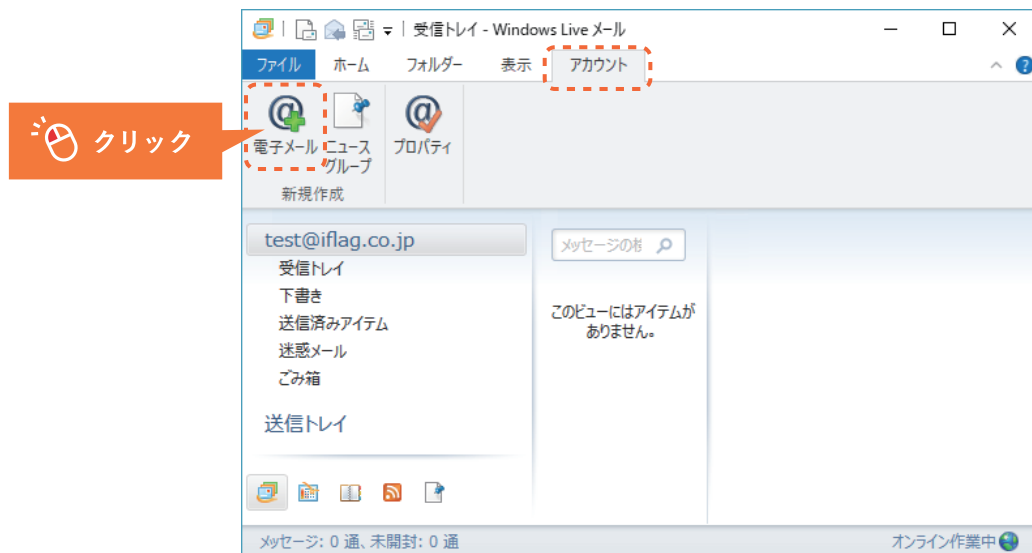 受信トレイ - Windows Live メール
ファイル ホーム フォルダー 表示 アカウント
クリック
電子メール ニュース グループ プロパティ
新規作成
test@iflag.co.jp
受信トレイ
下書き
送信済みアイテム
迷惑メール
ごみ箱
送信トレイ
メッセージの検
このビューにはアイテムが
ありません。
メッセージ: 0 通、未開封: 0 通
オンライン作業中